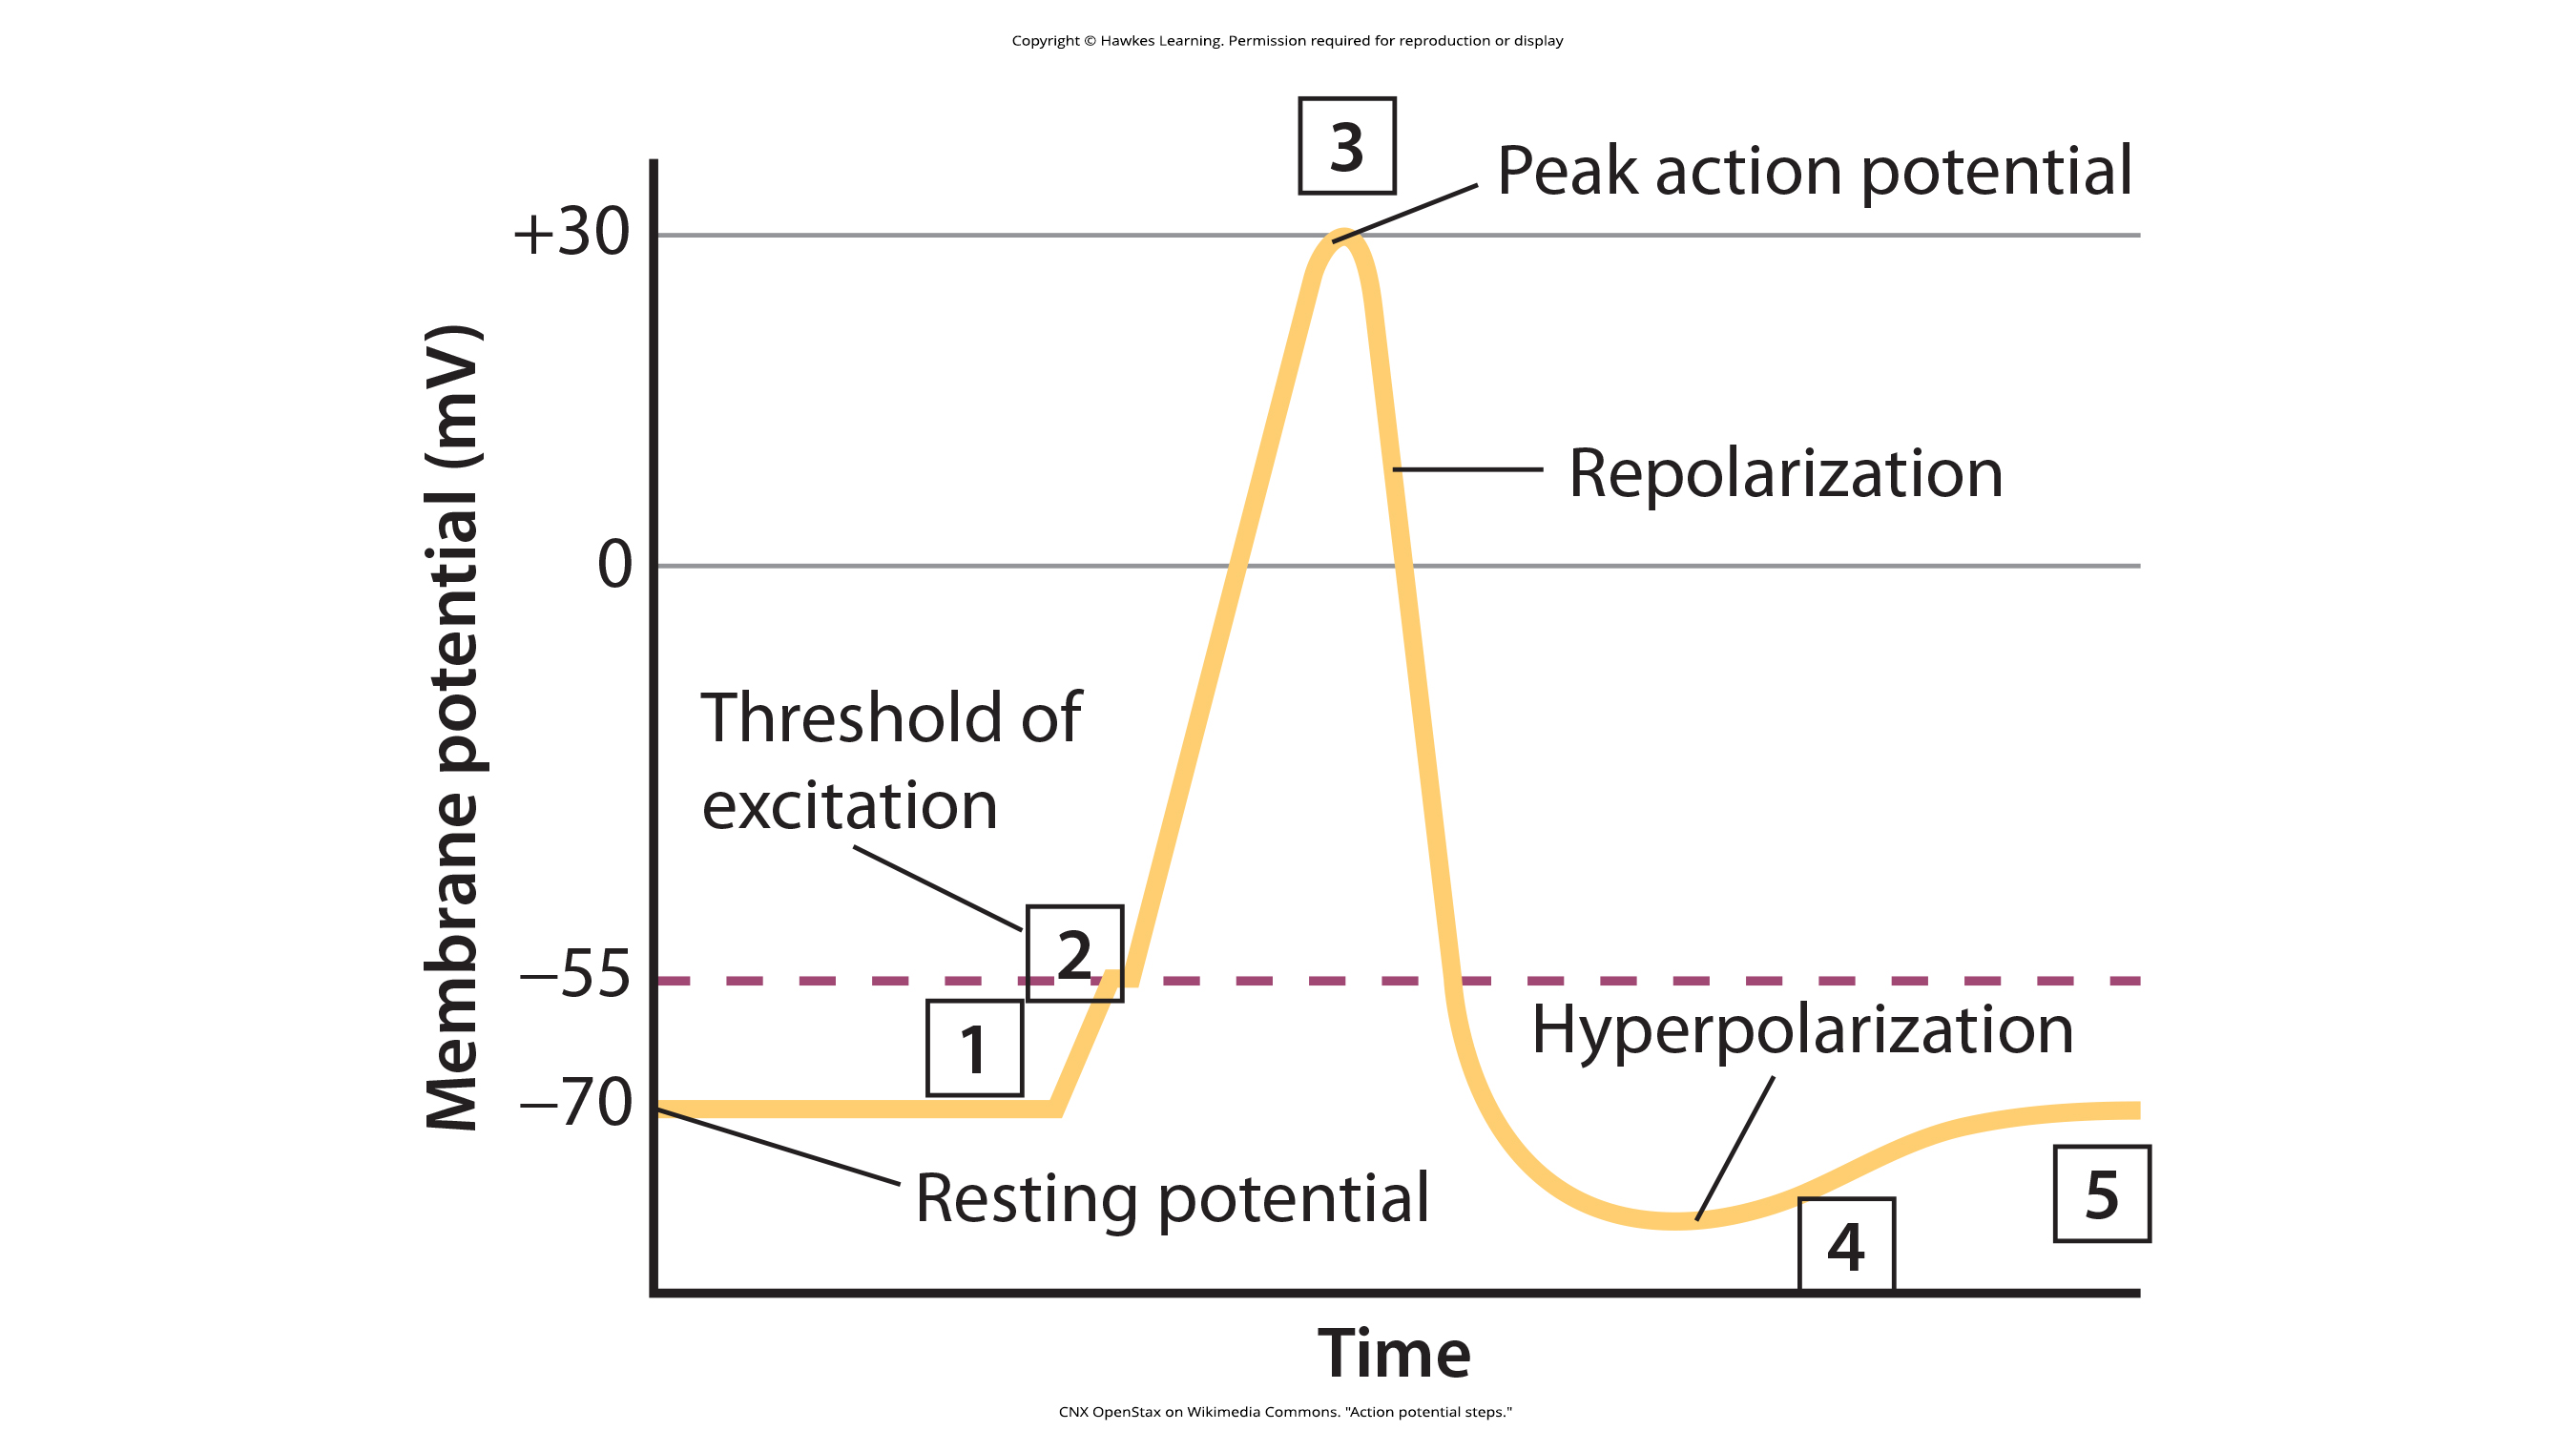 Copyright © Hawkes Learning. Permission required for reproduction or display
3
Peak action potential
+30
Repolarization
0
Membrane potential (mV)
Threshold of
excitation
2
−55
1
Hyperpolarization
−70
Resting potential
5
4
Time
CNX OpenStax on Wikimedia Commons. "Action potential steps."